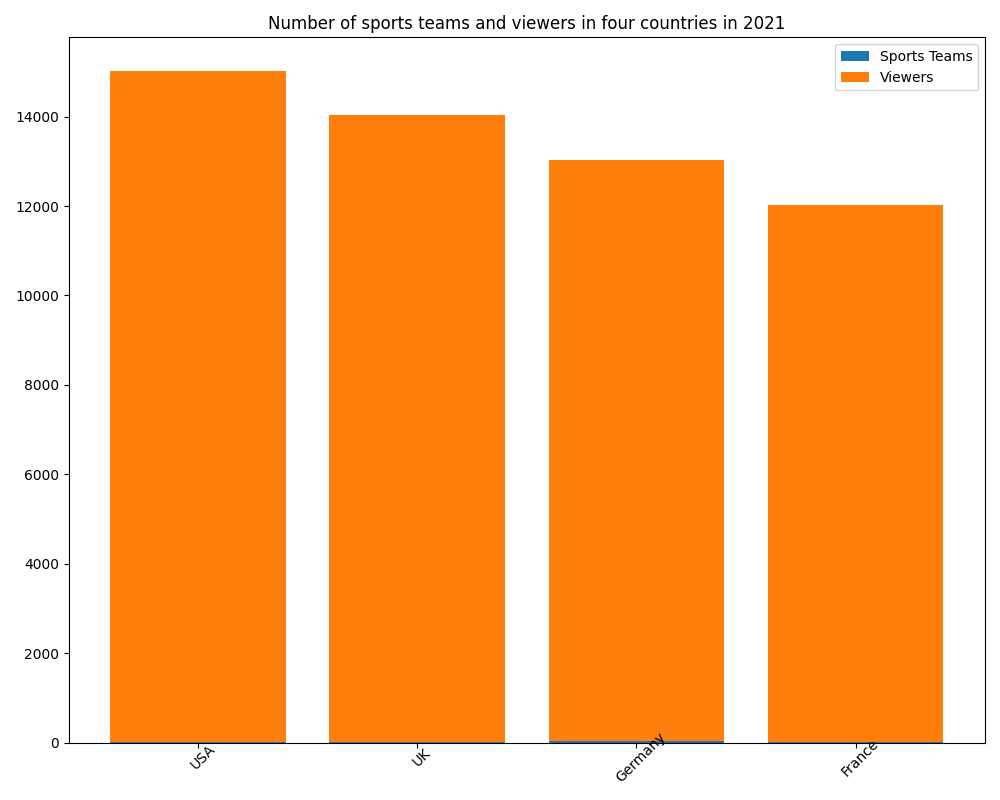 Number of sports teams and viewers in four countries in 2021
Sports Teams
Viewers
14000
12000
10000
8000
6000
4000
2000
0
USA
UK
Germany
France